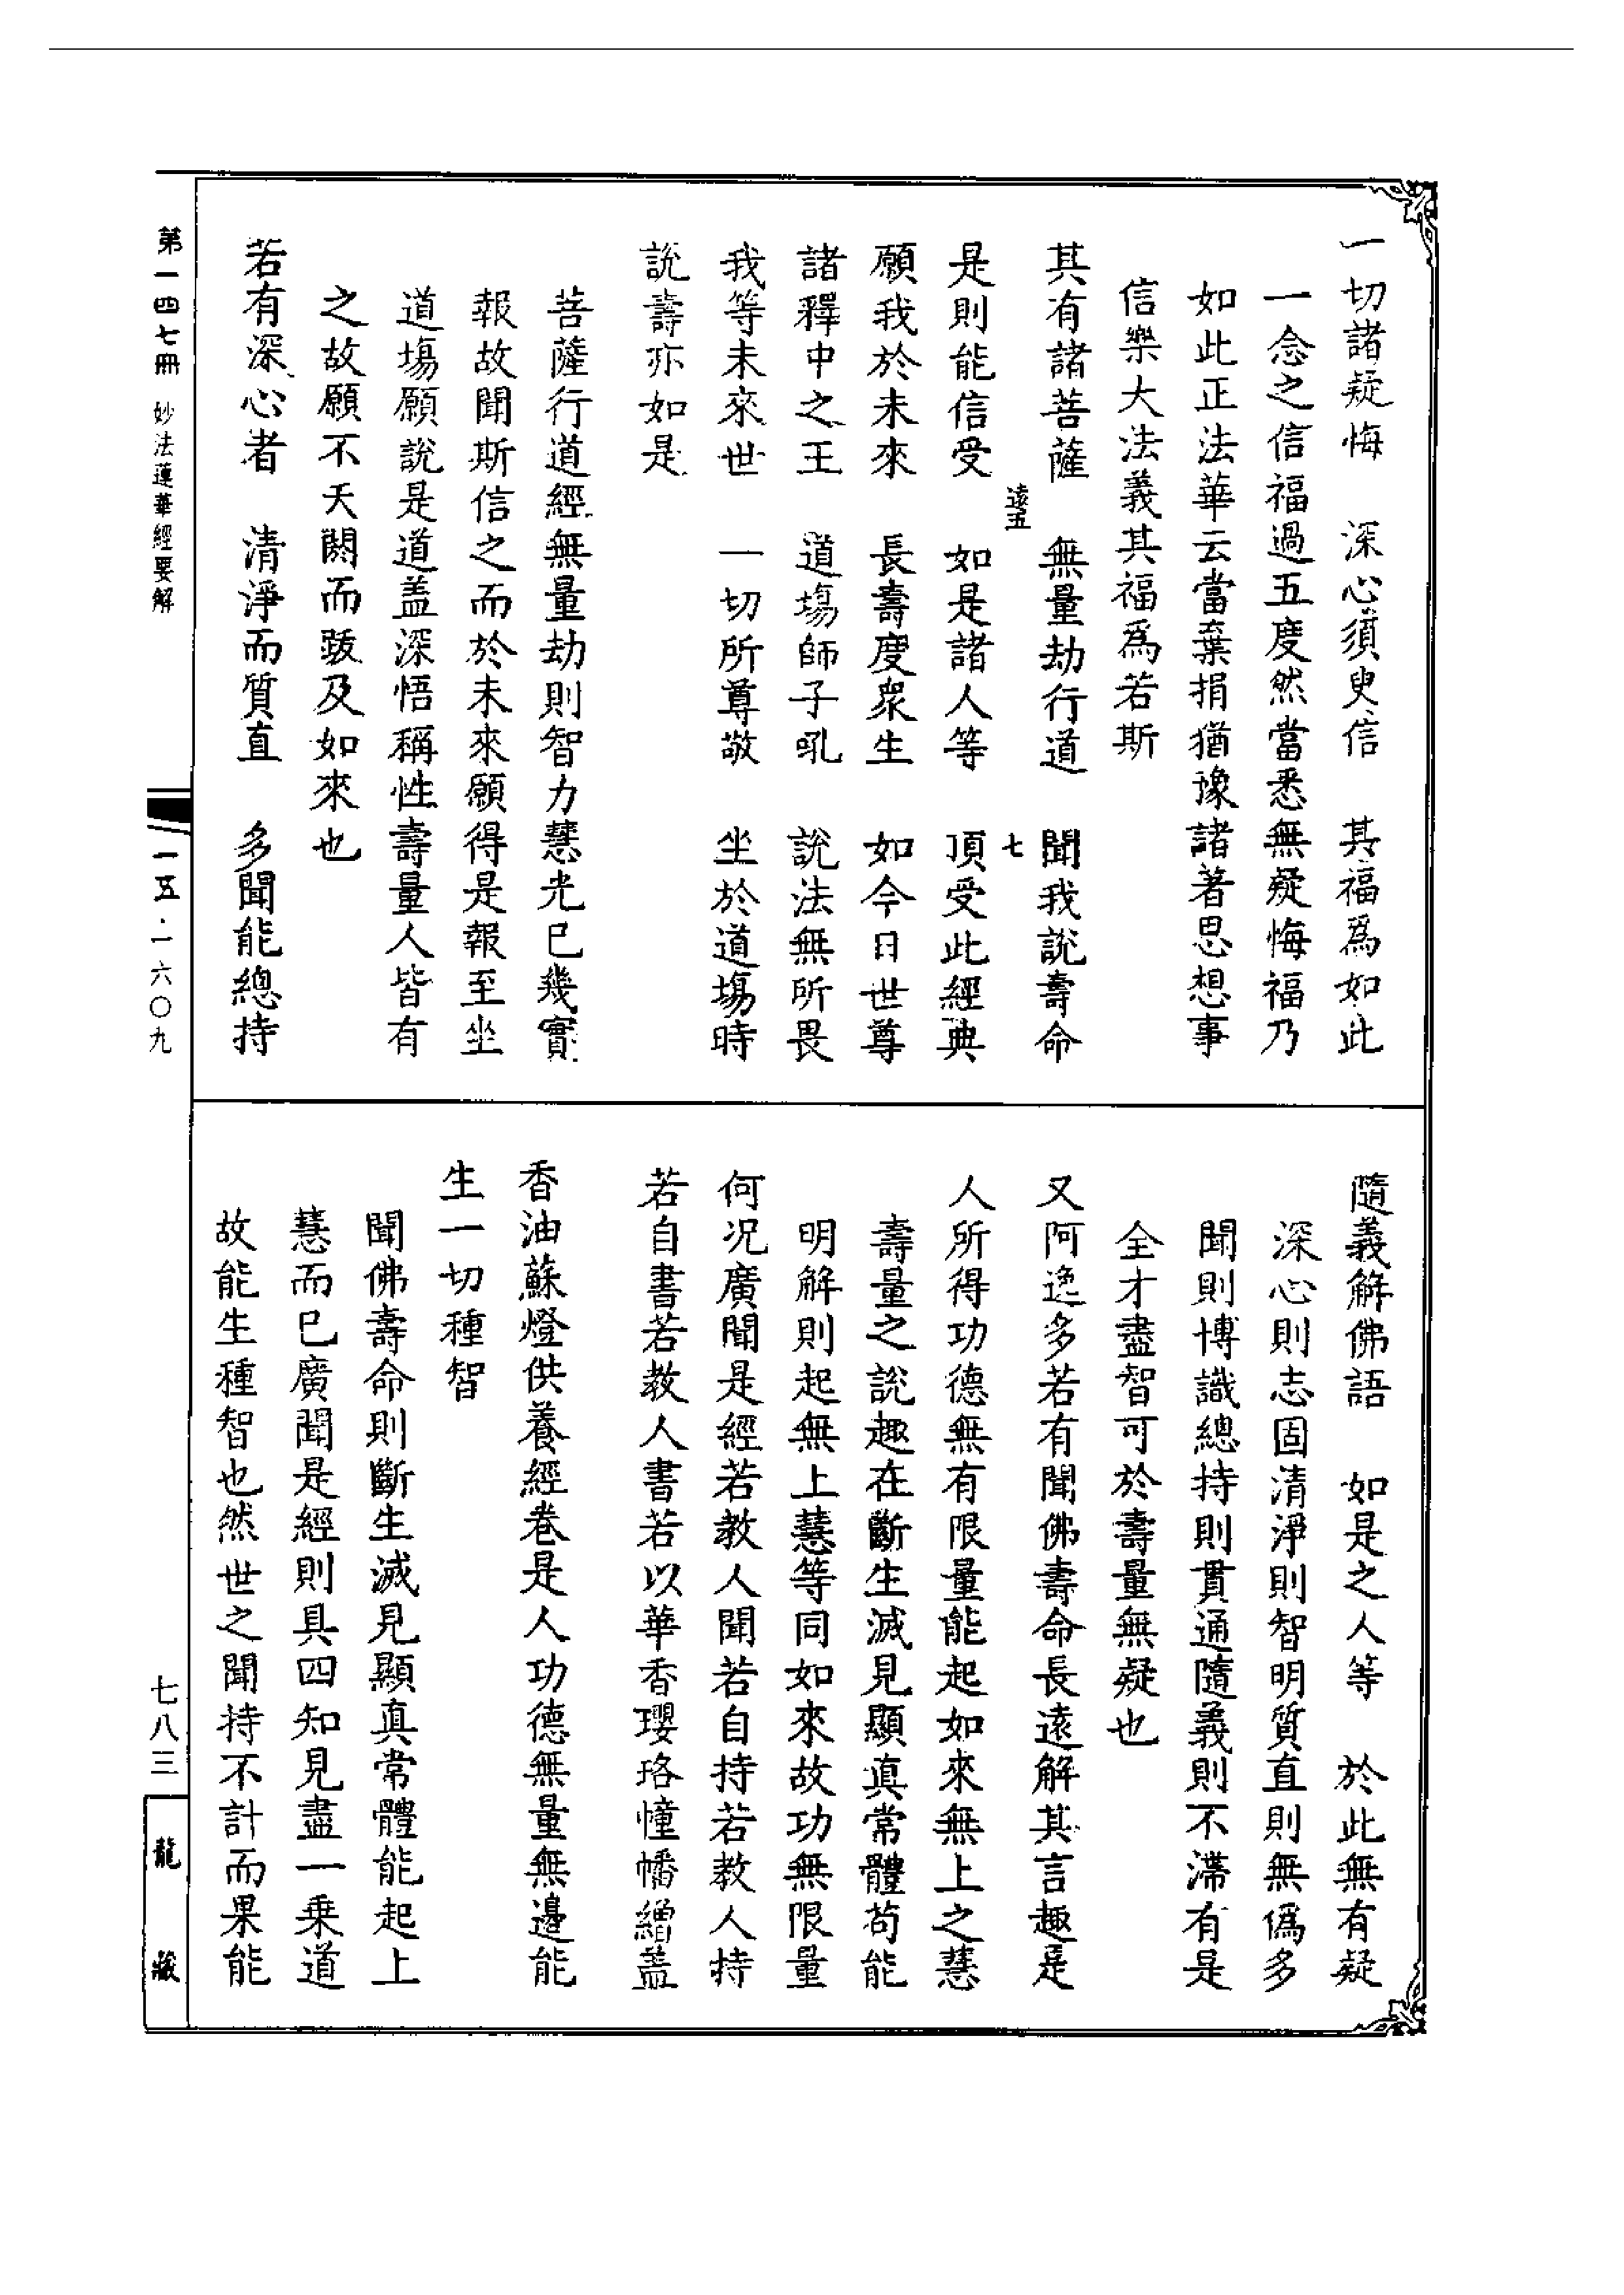 一切諸疑悔　深心須臾信　其福爲如此
一念之信福過五度然當悉無疑悔福乃
如此正法華云當棄捐猶豫諸著思想事
信樂大法義其福爲若斯
其有諸菩薩　無量劫行道　聞我說壽命
遠五　七
是則能信受　如是諸人等　頂受此經典
願我於未來　長壽度衆生　如今日世尊
諸釋中之王　道塲師子吼　說法無所畏
我等未來世　一切所尊敬　坐於道塲時
說壽亦如是
菩薩行道經無量劫則智力慧光巳幾實
報故聞斯信之而於未來願得是報至坐
道塲願說是道盖深悟稱性壽量人皆有
之故願不夭閼而跂及如來也
若有深心者　清淨而質直　多聞能總持
隨義解佛語　如是之人等　於此無有疑
深心則志固清淨則智明質直則無僞多
聞則博識總持則貫通隨義則不滯有是
全才盡智可於壽量無疑也
又阿逸多若有聞佛壽命長遠解其言趣是
人所得功德無有限量能起如來無上之慧
壽量之說趣在斷生滅見顯真常體苟能
明解則起無上慧等同如來故功無限量
何况廣聞是經若教人聞若自持若教人持
若自書若教人書若以華香瓔珞幢幡繒葢
香油蘇燈供養經卷是人功德無量無邊能
生一切種智
聞佛壽命則斷生滅見顯真常體能起上
慧而巳廣聞是經則具四知見盡一乗道
故能生種智也然世之聞持不計而果能
第一四七冊　妙法蓮華經要解
一五·一六〇九
七八三
龍藏